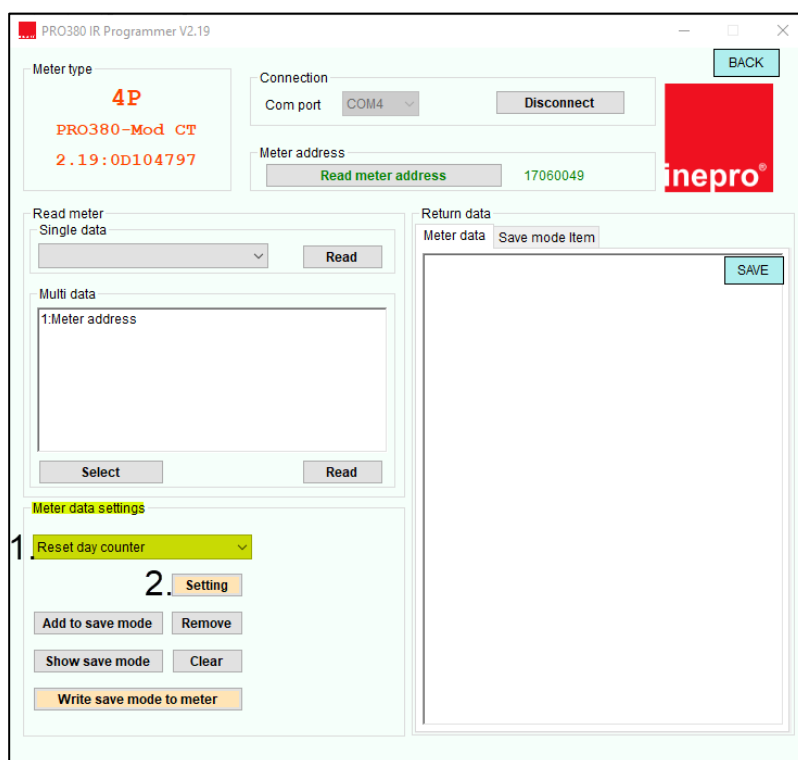 PRO380 IR Programmer V2.19
BACK
Meter type
4P
PRO380-Mod CT
2.19:0D104797
Connection
Com port COM4 Disconnect
Meter address
Read meter address 17060049
inepro®
Read meter
Single data
Read
Multi data
1:Meter address
Select Read
Meter data settings
1. Reset day counter
2. Setting
Add to save mode Remove
Show save mode Clear
Write save mode to meter
Return data
Meter data Save mode Item
SAVE